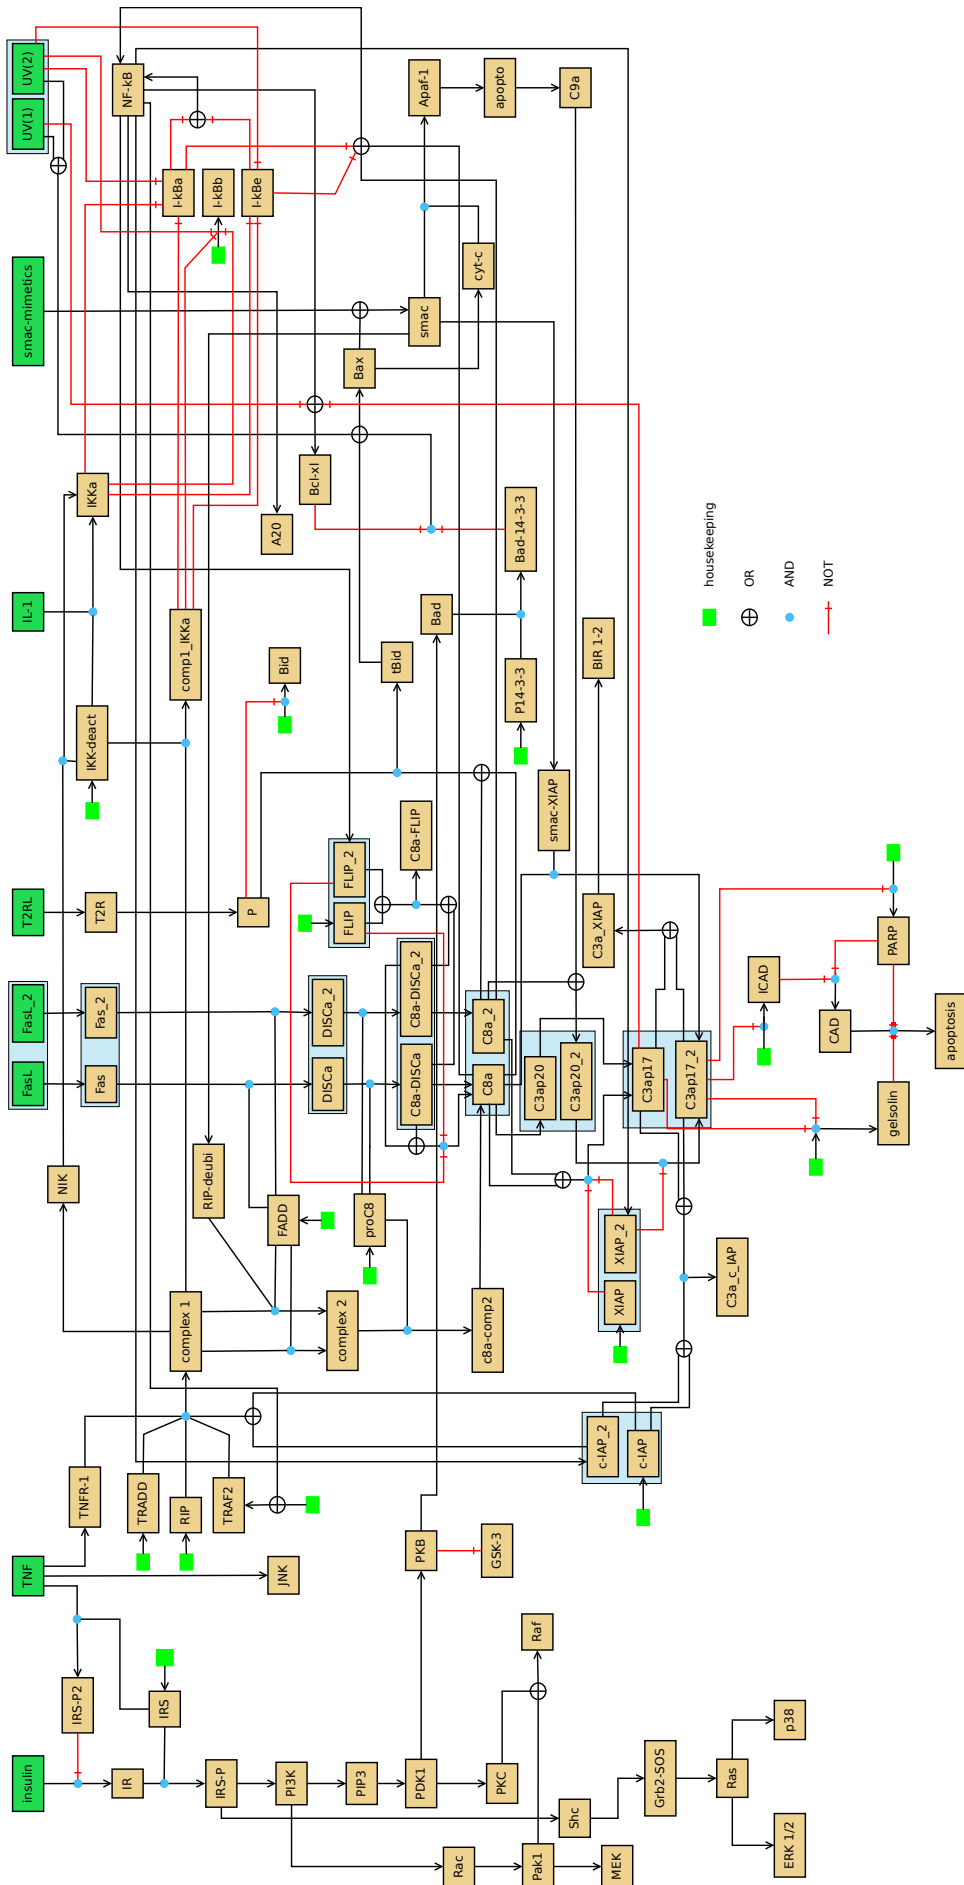 insulin
TNF
FasL
FasL_2
T2RL
IL-1
smac-mimetics
UV(1)
UV(2)
IRS-P2
IR
IRS
IRS-P
PI3K
PIP3
PDK1
PKC
Rac
Pak1
MEK
Raf
Shc
Grb2-SOS
Ras
ERK 1/2
p38
TNFR-1
TRADD
RIP
TRAF2
JNK
PKB
GSK-3
NIK
complex 1
complex 2
RIP-deubi
FADD
proC8
c8a-comp2
c-IAP_2
c-IAP
C3a_c_IAP
XIAP
XIAP_2
Fas
Fas_2
T2R
P
DISCa
DISCa_2
FLIP
FLIP_2
C8a-DISCa
C8a-DISCa_2
C8a-FLIP
C8a
C8a_2
C3ap20
C3ap20_2
C3ap17
C3ap17_2
C3a_XIAP
BIR 1-2
smac-XIAP
IKK-deact
IKKa
comp1_IKKa
Bid
tBid
Bad
P14-3-3
Bad-14-3-3
A20
Bcl-xl
Bax
smac
cyt-c
Apaf-1
apopto
C9a
NF-kB
I-kBa
I-kBb
I-kBe
ICAD
CAD
PARP
gelsolin
apoptosis
housekeeping
OR
AND
NOT